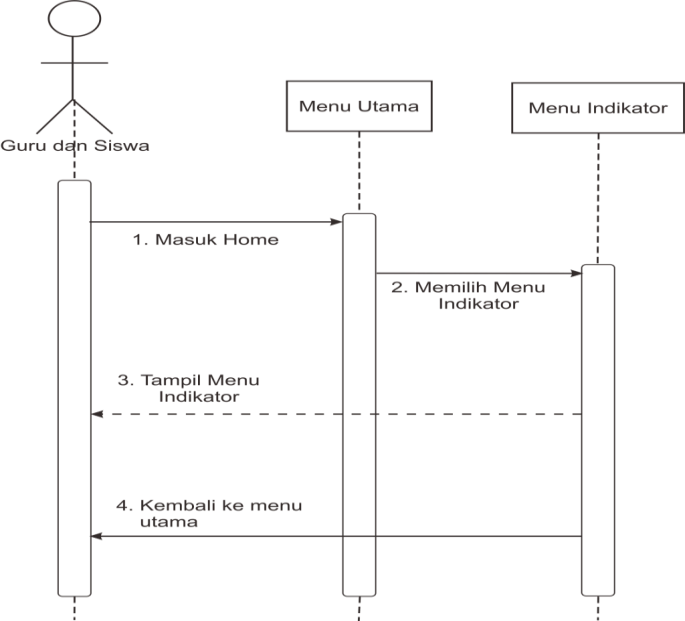 Guru dan Siswa
Menu Utama
Menu Indikator
1. Masuk Home
2. Memilih Menu
Indikator
3. Tampil Menu
Indikator
4. Kembali ke menu
utama